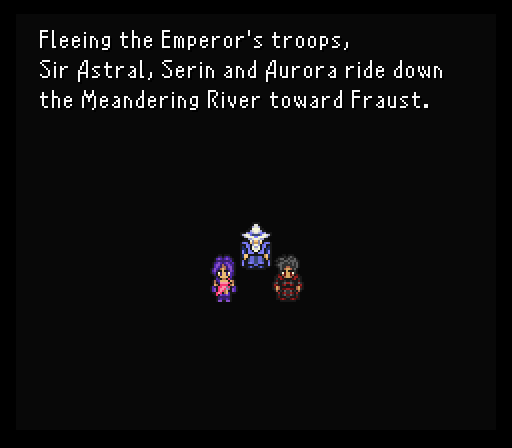 Fleeing the Emperor's troops,
Sir Astral, Serin and Aurora ride down
the Meandering River toward Fraust.